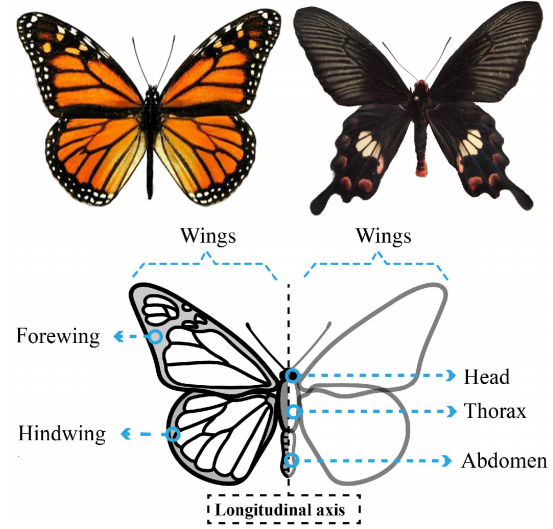 Wings
Wings
Forewing
Head
Thorax
Hindwing
Abdomen
Longitudinal axis